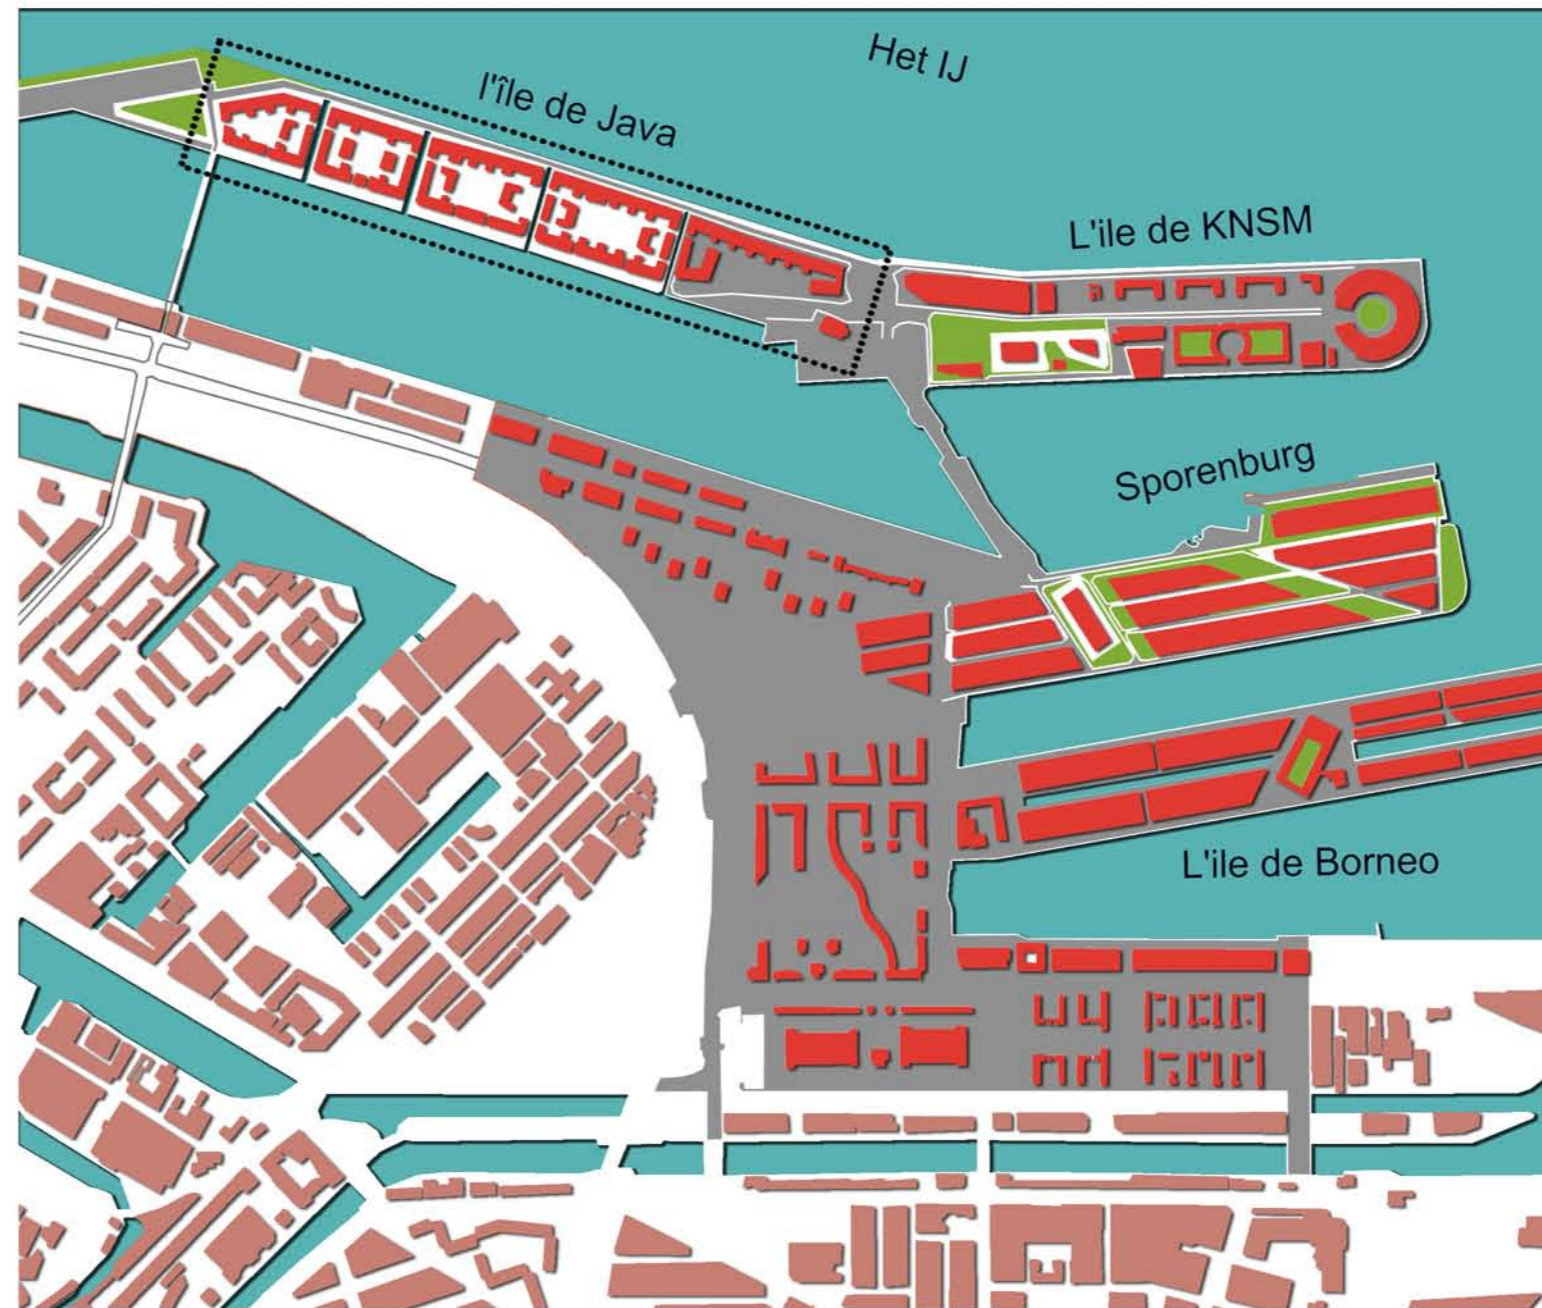 Het IJ
l'île de Java
L'ile de KNSM
Sporenburg
L'ile de Borneo